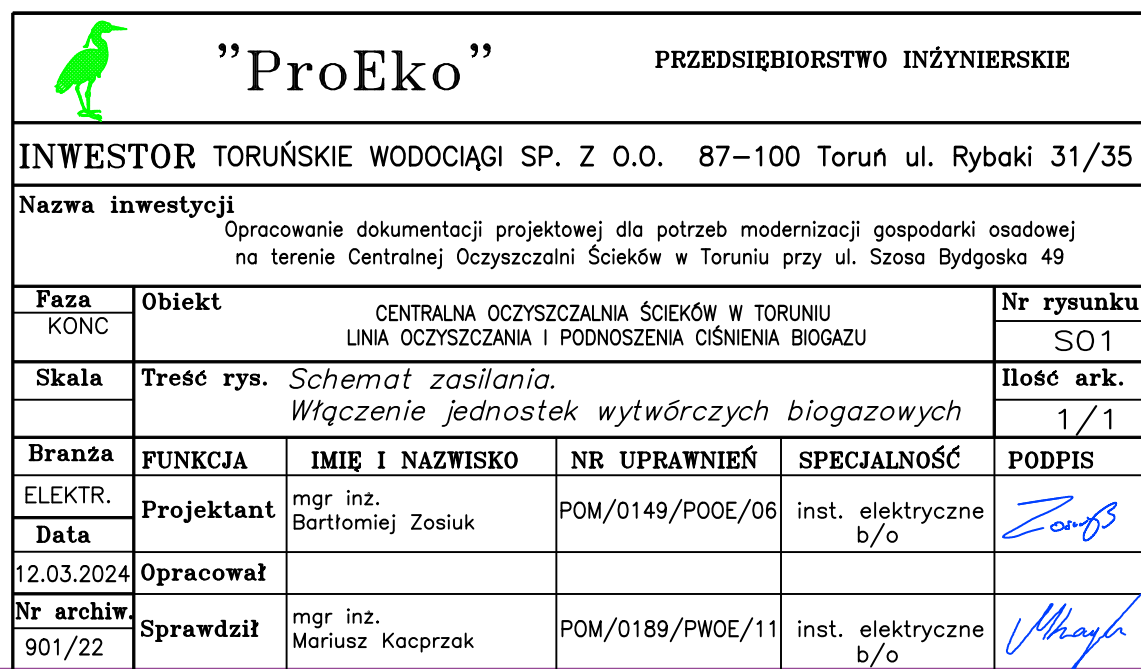 "ProEko" PRZEDSIĘBIORSTWO INŻYNIERSKIE
INWESTOR TORUŃSKIE WODOCIĄGI SP. Z O.O. 87-100 Toruń ul. Rybaki 31/35
Nazwa inwestycji
Opracowanie dokumentacji projektowej dla potrzeb modernizacji gospodarki osadowej
na terenie Centralnej Oczyszczalni Ścieków w Toruniu przy ul. Szosa Bydgoska 49
Faza
KONC
Obiekt
CENTRALNA OCZYSZCZALNIA ŚCIEKÓW W TORUNIU
LINIA OCZYSZCZANIA I PODNOSZENIA CIŚNIENIA BIOGAZU
Nr rysunku
S01
Skala
Treść rys. Schemat zasilania.
Włączenie jednostek wytwórczych biogazowych
Ilość ark.
1/1
Branża
ELEKTR.
FUNKCJA IMIĘ I NAZWISKO NR UPRAWNIEŃ SPECJALNOŚĆ PODPIS
Projektant
mgr inż.
Bartłomiej Zosiuk
POM/0149/POOE/06
inst. elektryczne
b/o
Data
12.03.2024
Opracował
Nr archiw.
901/22
Sprawdził
mgr inż.
Mariusz Kacprzak
POM/0189/PWOE/11
inst. elektryczne
b/o